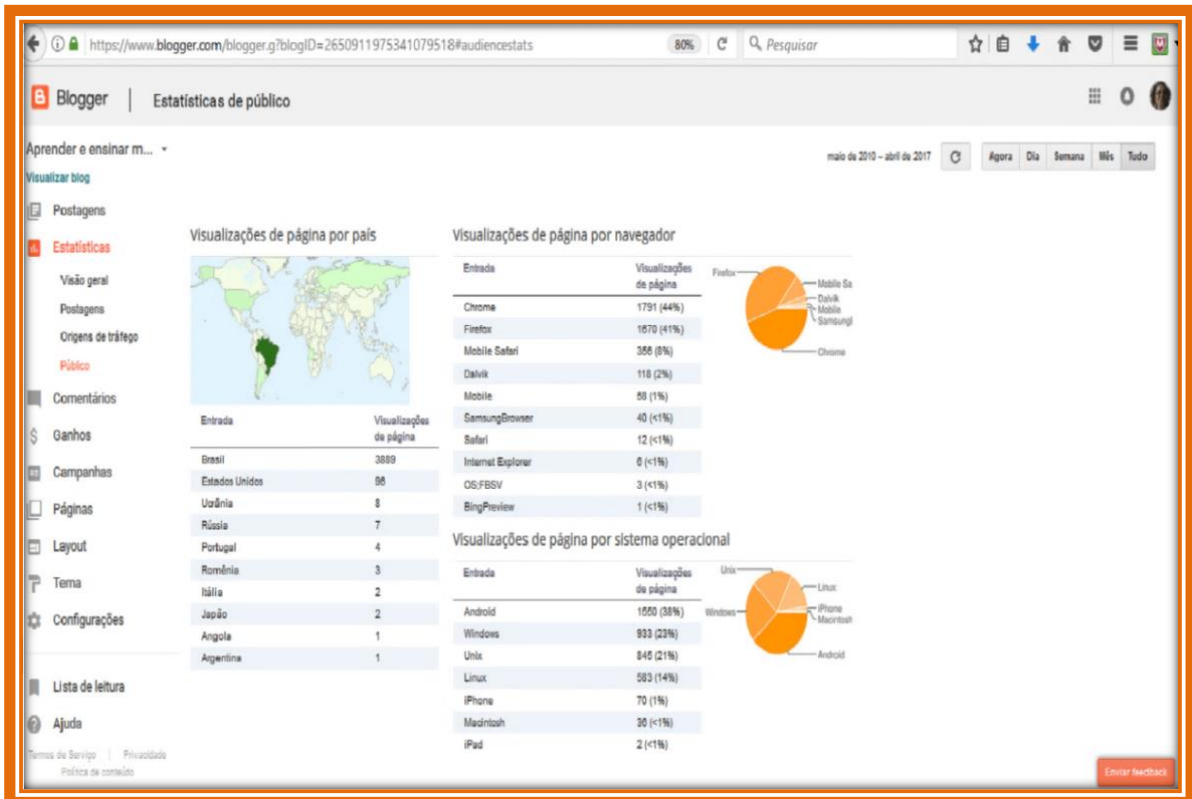 https://www.blogger.com/blogger.g?blogID=2650911975341079518#audiencestats
80%
Pesquisar
Blogger | Estatísticas de público
Aprender e ensinar m...
Visualizar blog
maio de 2010 – abril de 2017
Agora Dia Semana Mês Tudo
Postagens
Estatísticas
Visão geral
Postagens
Origens de tráfego
Público
Comentários
Ganhos
Campanhas
Páginas
Layout
Tema
Configurações
Lista de leitura
Ajuda
Termos de Serviço | Privacidade
Política de conteúdo
Visualizações de página por país
Entrada Visualizações de página
Brasil 3889
Estados Unidos 96
Ucrânia 8
Rússia 7
Portugal 4
Romênia 3
Itália 2
Japão 2
Angola 1
Argentina 1
Visualizações de página por navegador
Entrada Visualizações de página
Chrome 1791 (44%)
Firefox 1670 (41%)
Mobile Safari 356 (8%)
Dalvik 118 (2%)
Mobile 58 (1%)
SamsungBrowser 40 (<1%)
Safari 12 (<1%)
Internet Explorer 6 (<1%)
OS;FBSV 3 (<1%)
BingPreview 1 (<1%)
Firefox
Mobile Sa
Dalvik
Mobile
SamsungI
Chrome
Visualizações de página por sistema operacional
Entrada Visualizações de página
Android 1550 (38%)
Windows 933 (23%)
Unix 845 (21%)
Linux 583 (14%)
iPhone 70 (1%)
Macintosh 36 (<1%)
iPad 2 (<1%)
Unix
Linux
Windows
iPhone
Macintosh
Android
Enviar feedback